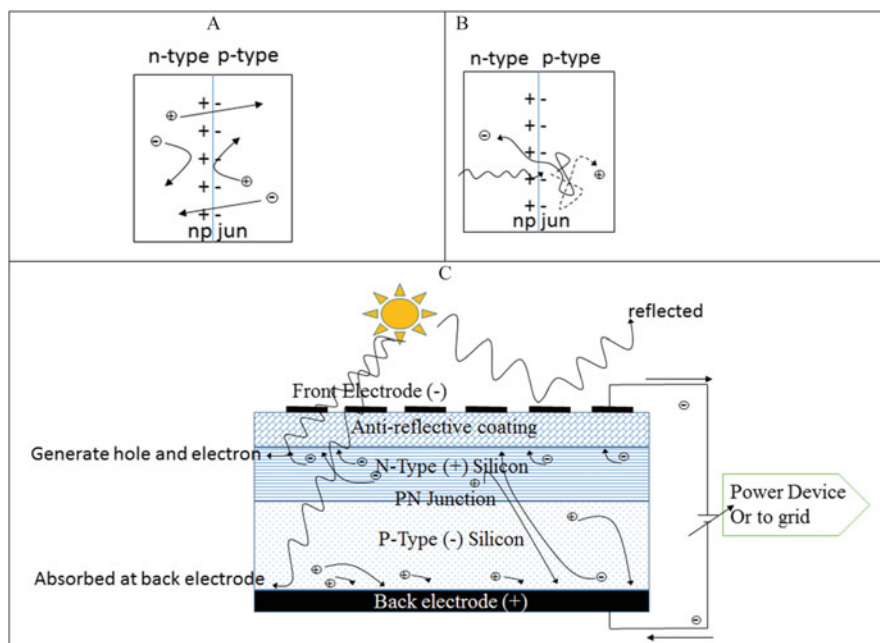 A
n-type p-type
+ -
+ -
+ -
+ -
+ -
np jun
B
n-type p-type
+ -
+ -
+ -
+ -
+ -
np jun
C
reflected
Front Electrode (-)
Anti-reflective coating
Generate hole and electron
N-Type (+) Silicon
PN Junction
Power Device
Or to grid
P-Type (-) Silicon
Absorbed at back electrode
Back electrode (+)